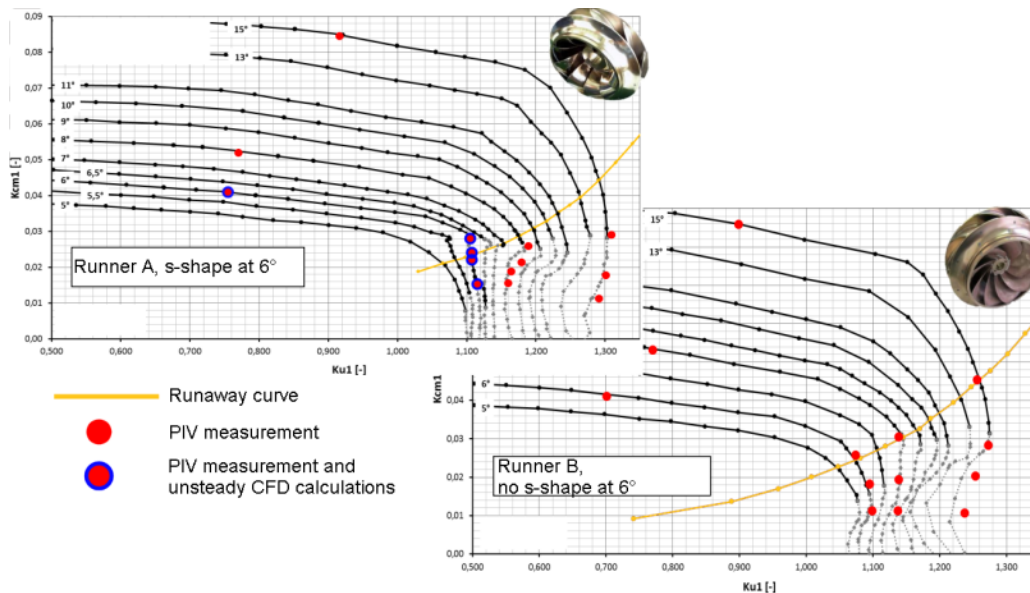 0,09
0,08
0,07
0,06
0,05
0,04
0,03
0,02
0,01
0,00
Kcm1 [-]
15°
13°
11°
10°
9°
8°
7°
6,5°
6°
5,5°
5°
Runner A, s-shape at 6°
0,500 0,600 0,700 0,800 0,900 1,000 1,100 1,200 1,300
Ku1 [-]
Runaway curve
PIV measurement
PIV measurement and
unsteady CFD calculations
Kcm1
15°
13°
6°
5°
0,04
0,03
0,02
0,01
0,00
Runner B,
no s-shape at 6°
0,500 0,600 0,700 0,800 0,900 1,000 1,100 1,200 1,300
Ku1 [-]